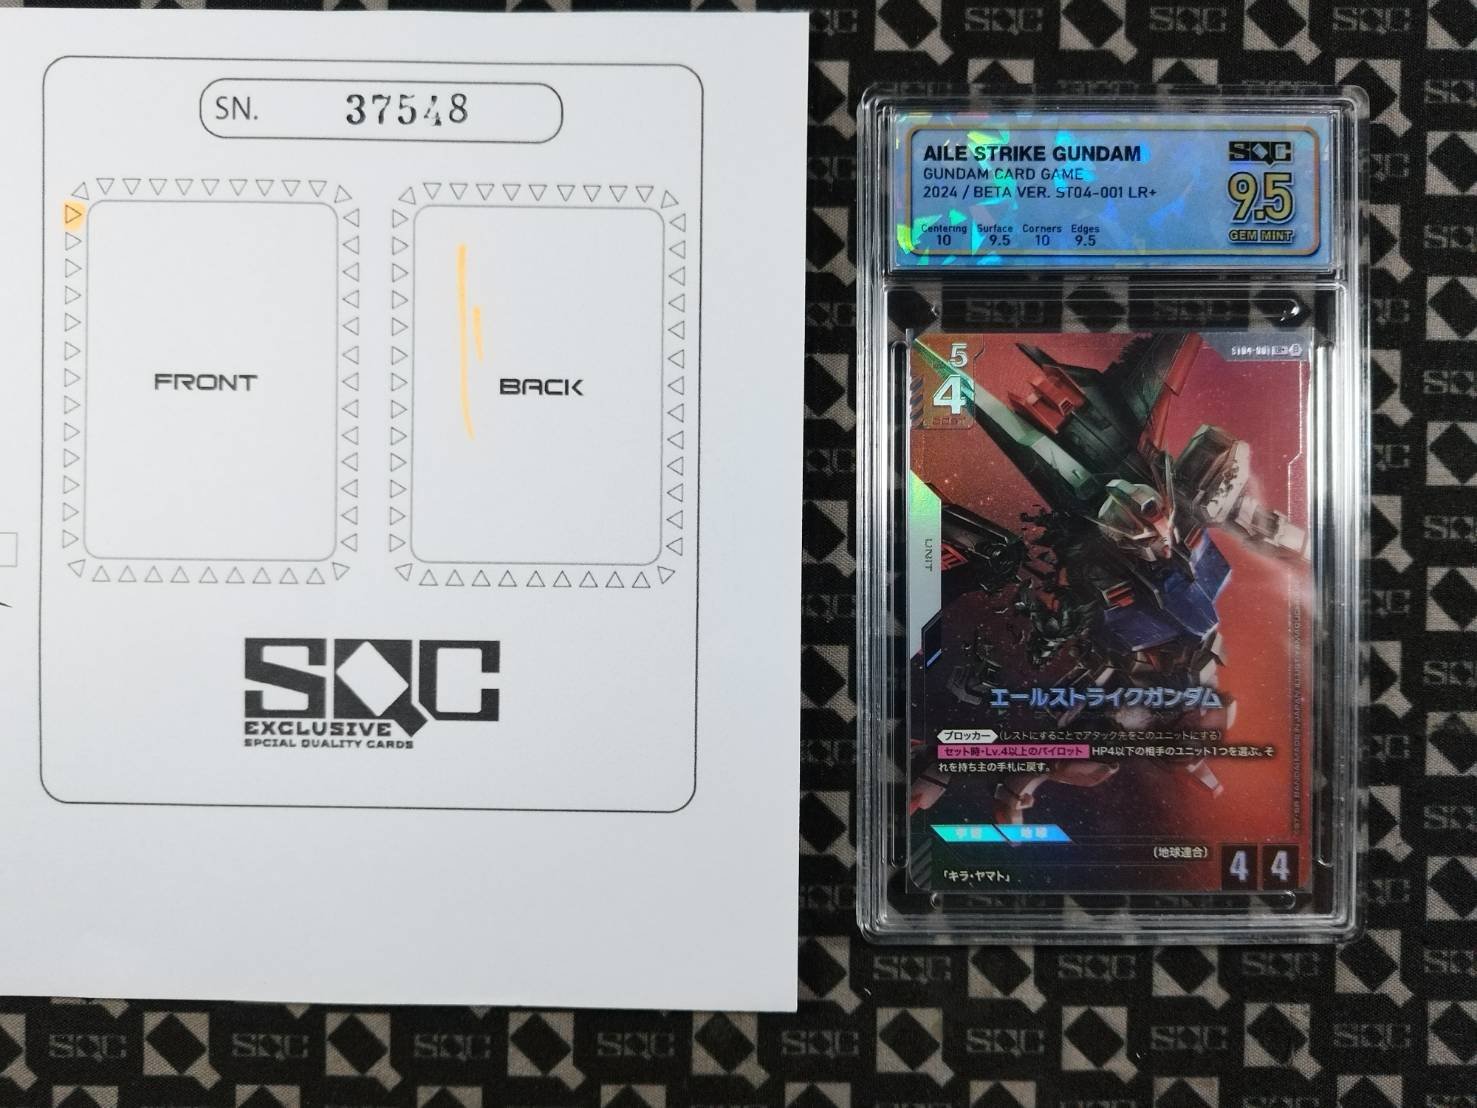 SN. 37548
FRONT
BACK
SQC
EXCLUSIVE
SPCIAL QUALITY CARDS
AILE STRIKE GUNDAM
GUNDAM CARD GAME
2024 / BETA VER. ST04-001 LR+
Centering Surface Corners Edges
10 9.5 10 9.5
SQC
9.5
GEM MINT
5
4
COST
ST04-001
UNIT
エールストライクガンダム
ブロッカー (レストにすることでアタック先をこのユニットにする)
セット時・Lv.4以上のパイロット HP4以下の相手のユニット1つを選ぶ。そ
れを持ち主の手札に戻す。
宇宙 地球
〔地球連合〕
4 4
「キラ・ヤマト」